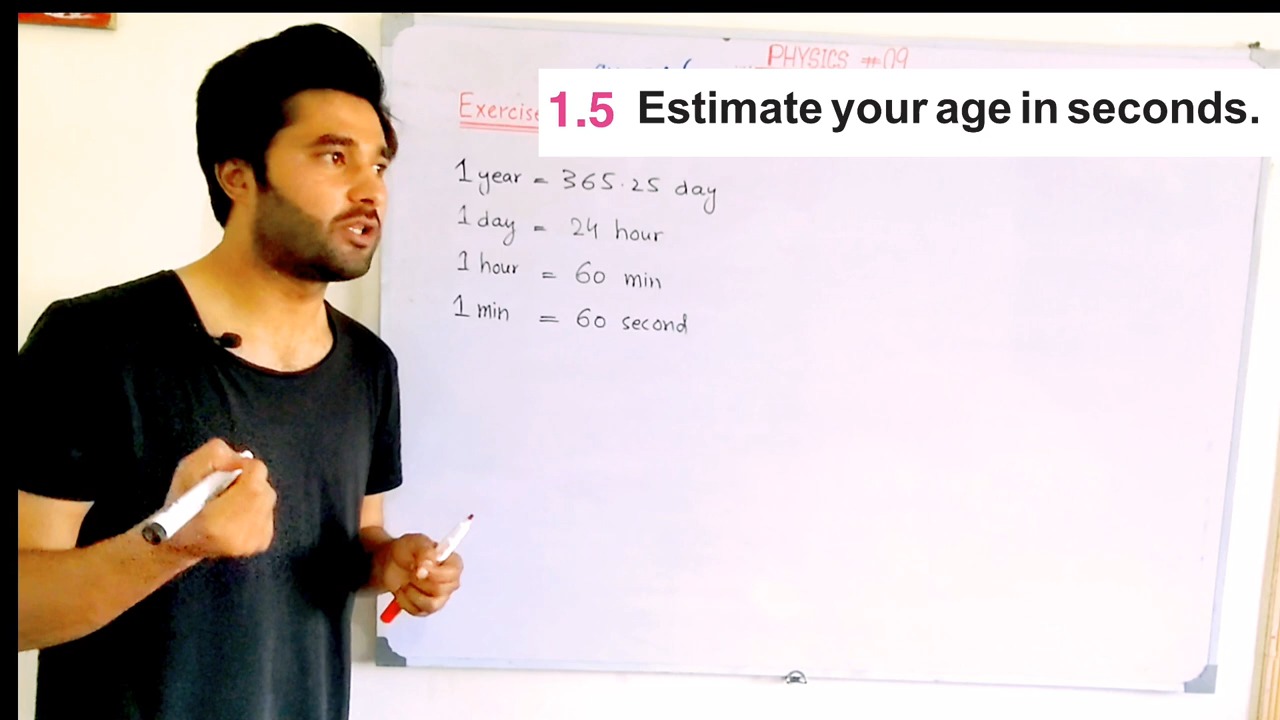 PHYSICS #09
1.5 Estimate your age in seconds.
Exercise
1 year = 365.25 day
1 day = 24 hour
1 hour = 60 min
1 min = 60 second